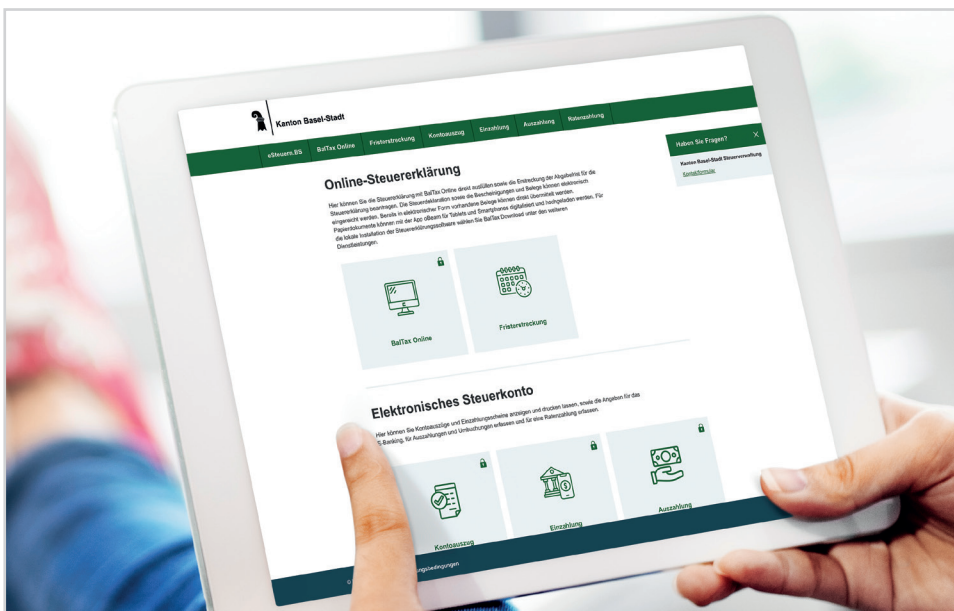 Kanton Basel-Stadt
eSteuern.BS BalTax Online Fristerstreckung Kontoauszug Einzahlung Auszahlung Ratenzahlung
Haben Sie Fragen? X
Kanton Basel-Stadt Steuerverwaltung
Kontaktformular
Online-Steuererklärung
Hier können Sie die Steuererklärung mit BalTax Online direkt ausfüllen sowie die Erstreckung der Abgabefrist für die
Steuererklärung beantragen. Die Steuerdeklaration sowie die Bescheinigungen und Belege können elektronisch
eingereicht werden. Bereits in elektronischer Form vorhandene Belege können direkt übermittelt werden.
Papierdokumente können mit der App oBeam für Tablets und Smartphones digitalisiert und hochgeladen werden. Für
die lokale Installation der Steuererklärungssoftware wählen Sie BalTax Download unter den weiteren
Dienstleistungen.
BalTax Online
Fristerstreckung
Elektronisches Steuerkonto
Hier können Sie Kontoauszüge und Einzahlungsscheine anzeigen und drucken lassen, sowie die Angaben für das
E-Banking, für Auszahlungen und Umbuchungen erfassen und für eine Ratenzahlung erfassen.
Kontoauszug
Einzahlung
Auszahlung